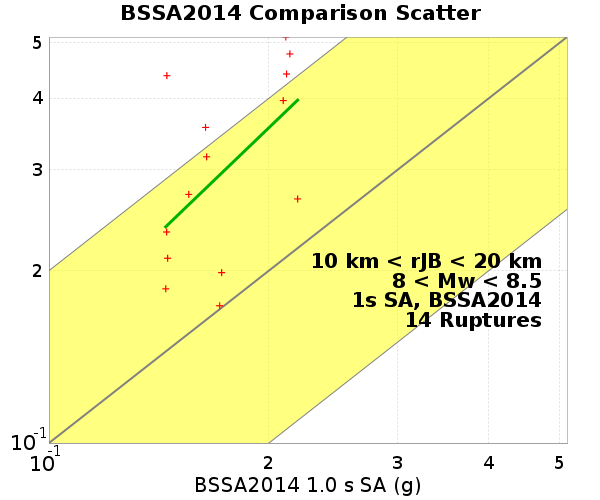 BSSA2014 Comparison Scatter
5
4
3
2
10 km < rJB < 20 km
8 < Mw < 8.5
1s SA, BSSA2014
14 Ruptures
10-1
10-1
2 3 4 5
BSSA2014 1.0 s SA (g)